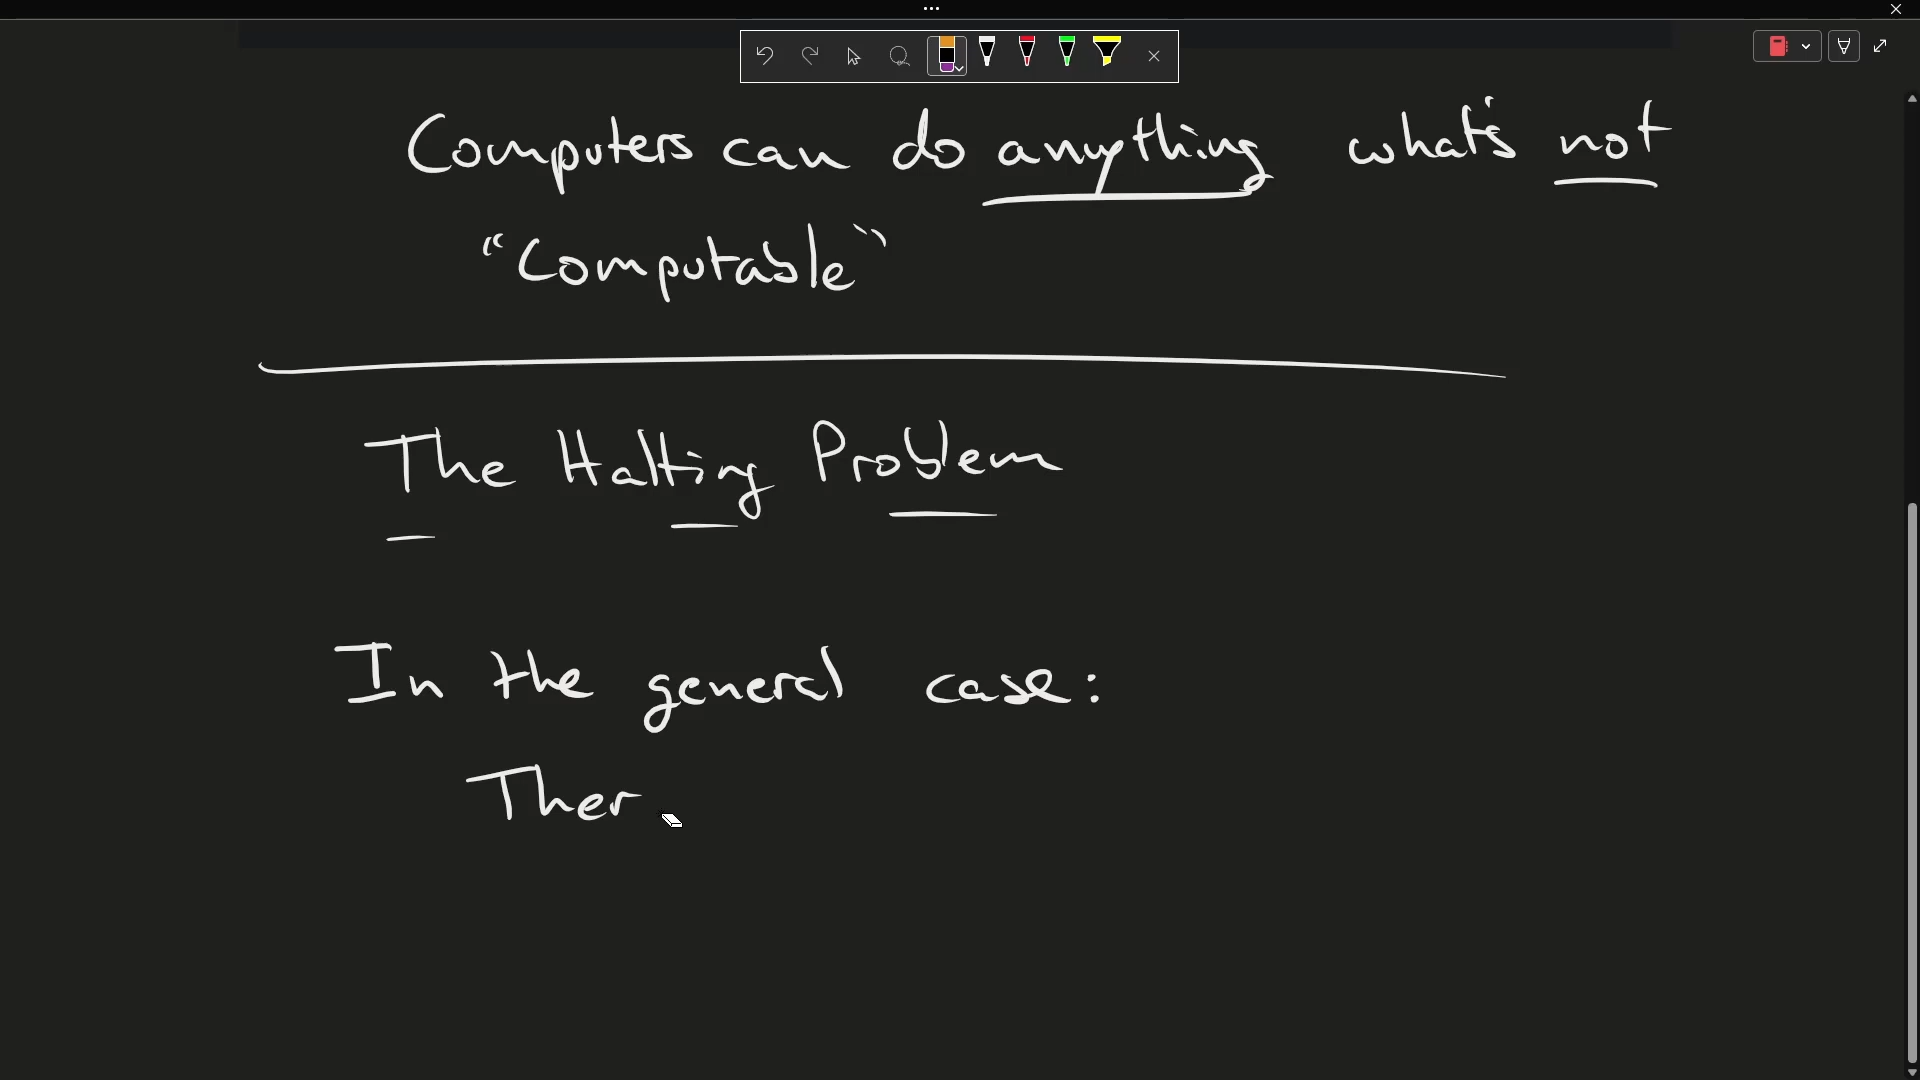 Computers can do anything what's not
"Computable"
The Halting Problem
In the general case:
Ther